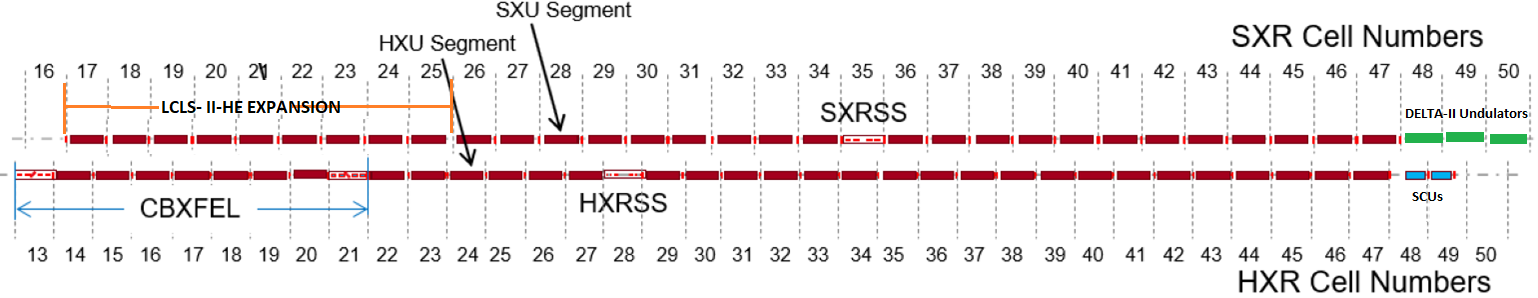 SXU Segment
HXU Segment
SXR Cell Numbers
16 17 18 19 20 21 22 23 24 25 26 27 28 29 30 31 32 33 34 35 36 37 38 39 40 41 42 43 44 45 46 47 48 49 50
LCLS- II-HE EXPANSION
SXRSS
DELTA-II Undulators
CBXFEL
HXRSS
SCUs
13 14 15 16 17 18 19 20 21 22 23 24 25 26 27 28 29 30 31 32 33 34 35 36 37 38 39 40 41 42 43 44 45 46 47 48 49 50
HXR Cell Numbers